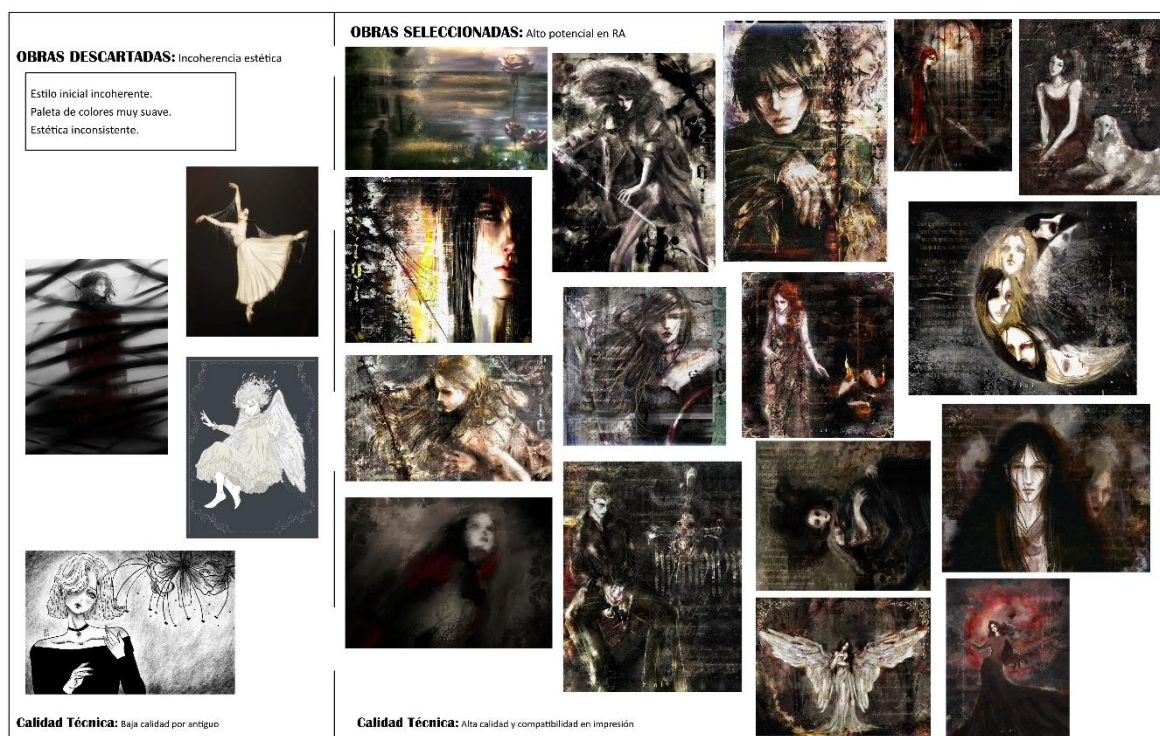 OBRAS DESCARTADAS: Incoherencia estética
Estilo inicial incoherente.
Paleta de colores muy suave.
Estética inconsistente.
Calidad Técnica: Baja calidad por antiguo
OBRAS SELECCIONADAS: Alto potencial en RA
Calidad Técnica: Alta calidad y compatibilidad en impresión